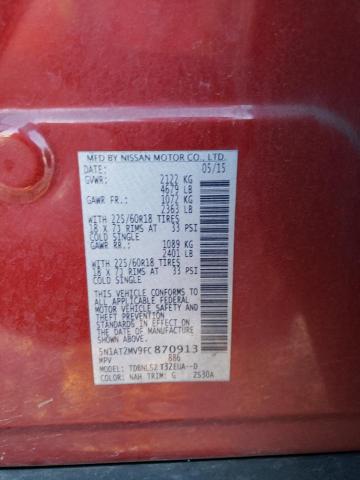 MFD BY NISSAN MOTOR CO., LTD.
DATE: 05/15
GVWR: 2122 KG
4679 LB
GAWR FR: 1072 KG
2363 LB
WITH 225/60R18 TIRES
18 X 7J RIMS AT 33 PSI
COLD SINGLE
GAWR RR: 1089 KG
2401 LB
WITH 225/60R18 TIRES
18 X 7J RIMS AT 33 PSI
COLD SINGLE
THIS VEHICLE CONFORMS TO ALL
APPLICABLE FEDERAL
MOTOR VEHICLE SAFETY AND
THEFT PREVENTION
STANDARDS IN EFFECT ON THE
DATE OF MANUFACTURE
SHOWN ABOVE
5N1AT2MV9FC870913
MPV 886
MODEL: TDBNLS2 T32EUA--D
COLOR: NAH TRIM: G ZS30A